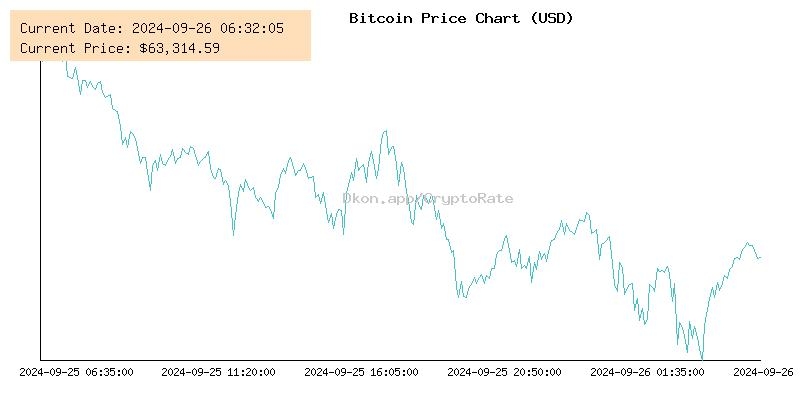 Bitcoin Price Chart (USD)
Current Date: 2024-09-26 06:32:05
Current Price: $63,314.59
Dkon.app/CryptoRate
2024-09-25 06:35:00 2024-09-25 11:20:00 2024-09-25 16:05:00 2024-09-25 20:50:00 2024-09-26 01:35:00 2024-09-26